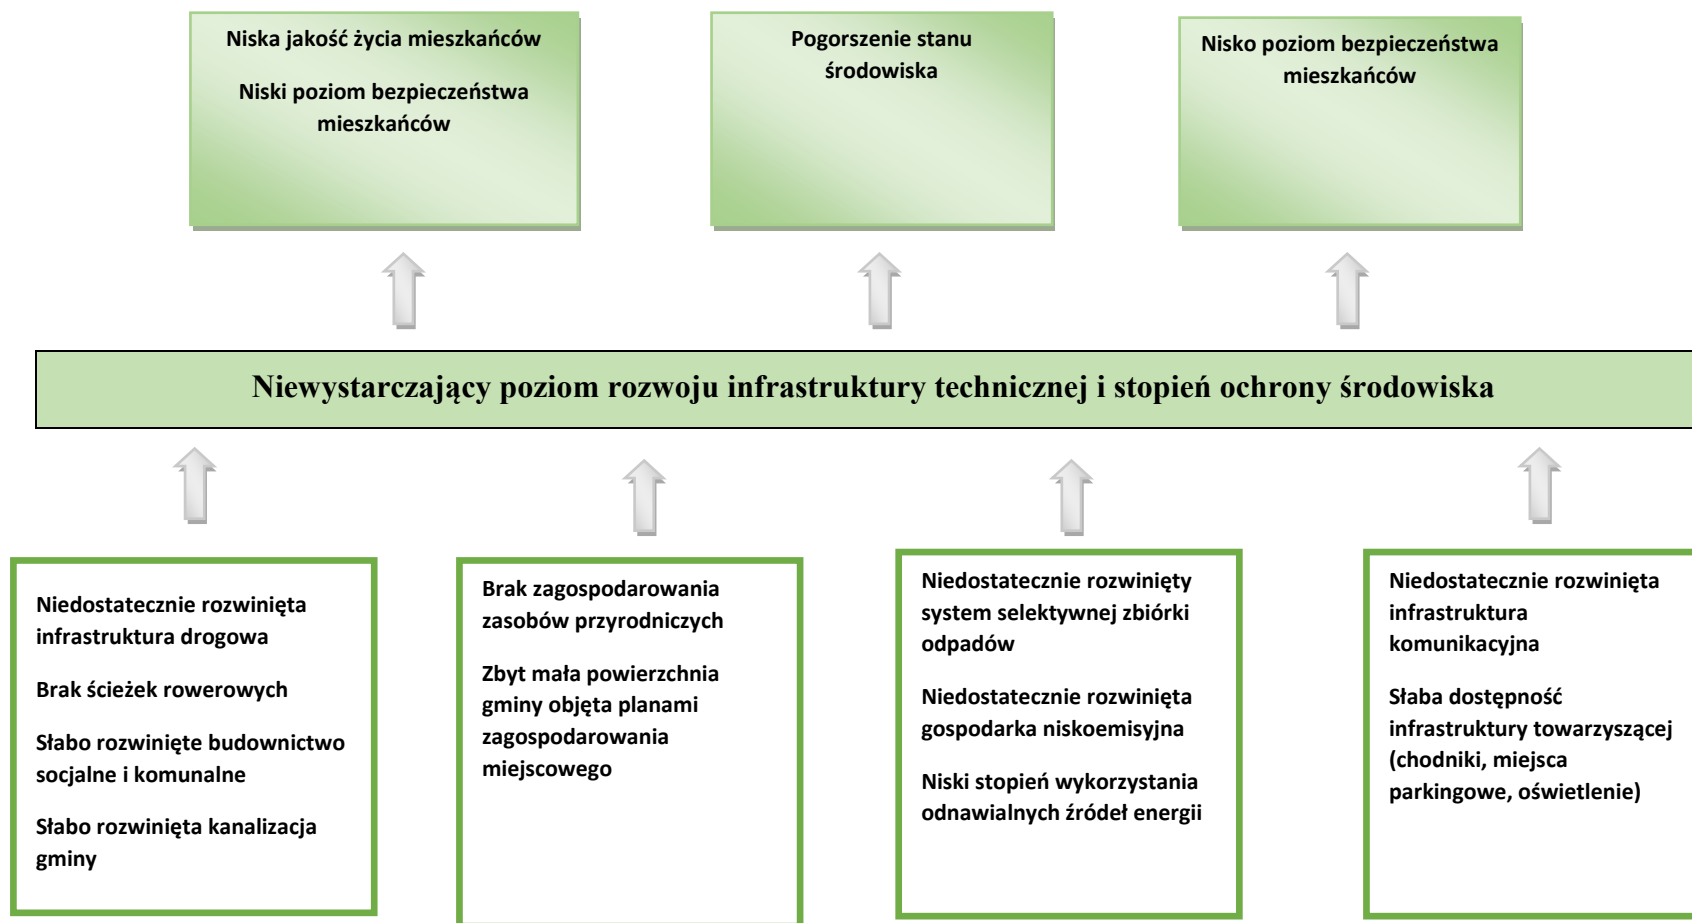 Niska jakość życia mieszkańców
Niski poziom bezpieczeństwa
mieszkańców
Pogorszenie stanu
środowiska
Nisko poziom bezpieczeństwa
mieszkańców
Niewystarczający poziom rozwoju infrastruktury technicznej i stopień ochrony środowiska
Niedostatecznie rozwinięta
infrastruktura drogowa
Brak ścieżek rowerowych
Słabo rozwinięte budownictwo
socjalne i komunalne
Słabo rozwinięta kanalizacja
gminy
Brak zagospodarowania
zasobów przyrodniczych
Zbyt mała powierzchnia
gminy objęta planami
zagospodarowania
miejscowego
Niedostatecznie rozwinięty
system selektywnej zbiórki
odpadów
Niedostatecznie rozwinięta
gospodarka niskoemisyjna
Niski stopień wykorzystania
odnawialnych źródeł energii
Niedostatecznie rozwinięta
infrastruktura
komunikacyjna
Słaba dostępność
infrastruktury towarzyszącej
(chodniki, miejsca
parkingowe, oświetlenie)